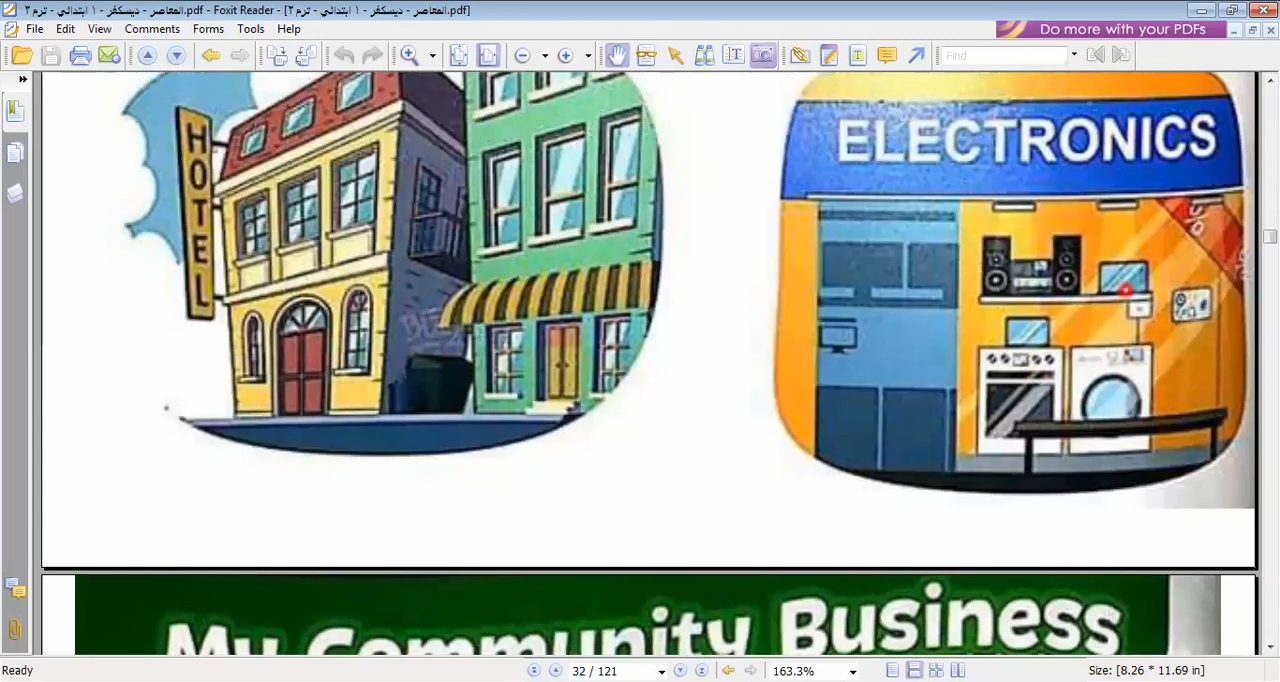 المعاصر - ديسكفر - ١ ابتدائي - ترم ٢.pdf - Foxit Reader - [المعاصر - ديسكفر - ١ ابتدائي - ترم ٢.pdf]
File Edit View Comments Forms Tools Help
Do more with your PDFs
Find
HOTEL
ELECTRONICS
My Community Business
Ready
32 / 121
163.3%
Size: [8.26 * 11.69 in]